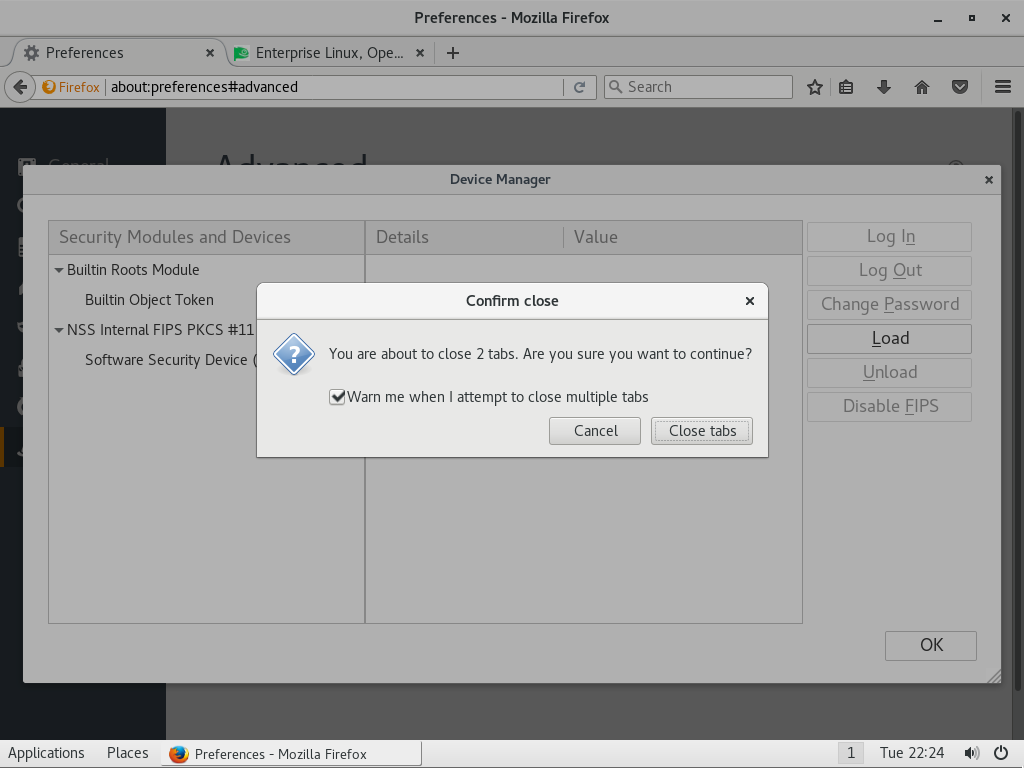 Preferences - Mozilla Firefox
Preferences
Enterprise Linux, Ope...
Firefox
about:preferences#advanced
Search
General
Advanced
Device Manager
Security Modules and Devices
Details
Value
Log In
Builtin Roots Module
Log Out
Builtin Object Token
Change Password
NSS Internal FIPS PKCS #11
Load
Software Security Device (
Unload
Disable FIPS
Confirm close
You are about to close 2 tabs. Are you sure you want to continue?
Warn me when I attempt to close multiple tabs
Cancel
Close tabs
OK
Applications
Places
Preferences - Mozilla Firefox
1
Tue 22:24